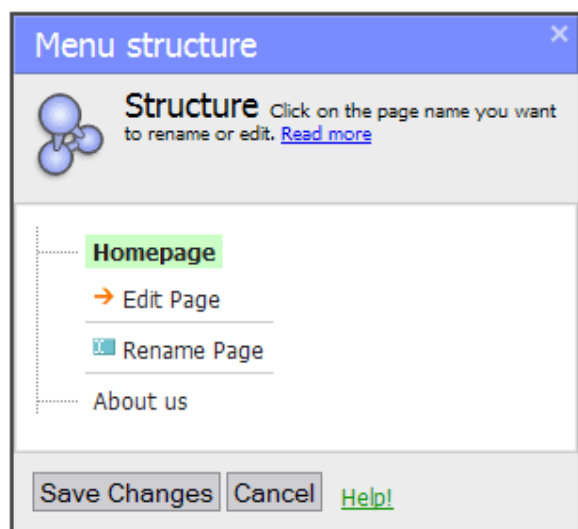 Menu structure
Structure Click on the page name you want
to rename or edit. Read more
Homepage
Edit Page
Rename Page
About us
Save Changes Cancel Help!